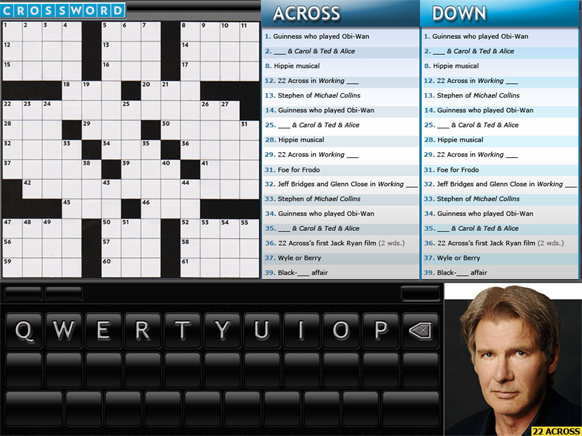 CROSSWORD
1 2 3 4 5 6 7 8 9 10 11
12 13 14
15 16 17
18 19 20 21
22 23 24 25 26 27
28 29 30 31
32 33 34
37 38 39 40 41
42 43 44
45 46
47 48 49 50 51 52 53 54 55
56 57 58
59 60 61
ACROSS
1. Guinness who played Obi-Wan
2. ___ & Carol & Ted & Alice
8. Hippie musical
12. 22 Across in Working ___
13. Stephen of Michael Collins
14. Guinness who played Obi-Wan
25. ___ & Carol & Ted & Alice
28. Hippie musical
29. 22 Across in Working ___
31. Foe for Frodo
32. Jeff Bridges and Glenn Close in Working ___
33. Stephen of Michael Collins
34. Guinness who played Obi-Wan
35. ___ & Carol & Ted & Alice
36. 22 Across's first Jack Ryan film (2 wds.)
37. Wyle or Berry
39. Black-___ affair
DOWN
1. Guinness who played Obi-Wan
2. ___ & Carol & Ted & Alice
8. Hippie musical
12. 22 Across in Working ___
13. Stephen of Michael Collins
14. Guinness who played Obi-Wan
25. ___ & Carol & Ted & Alice
28. Hippie musical
29. 22 Across in Working ___
31. Foe for Frodo
32. Jeff Bridges and Glenn Close in Working ___
33. Stephen of Michael Collins
34. Guinness who played Obi-Wan
35. ___ & Carol & Ted & Alice
36. 22 Across's first Jack Ryan film (2 wds.)
37. Wyle or Berry
39. Black-___ affair
Q W E R T Y U I O P
22 ACROSS